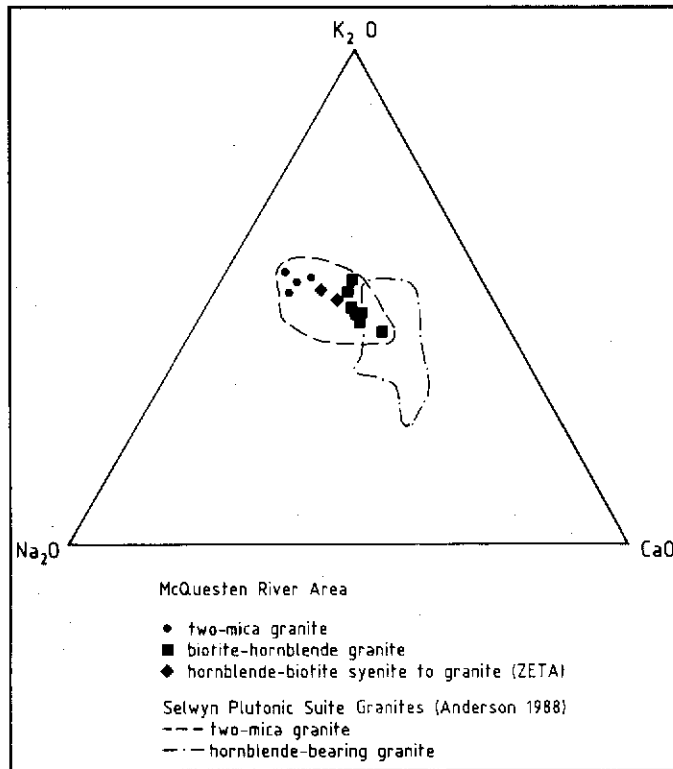 K₂O
Na₂O
CaO
McQuesten River Area
two-mica granite
biotite-hornblende granite
hornblende-biotite syenite to granite (ZETA)
Selwyn Plutonic Suite Granites (Anderson 1988)
two-mica granite
hornblende-bearing granite